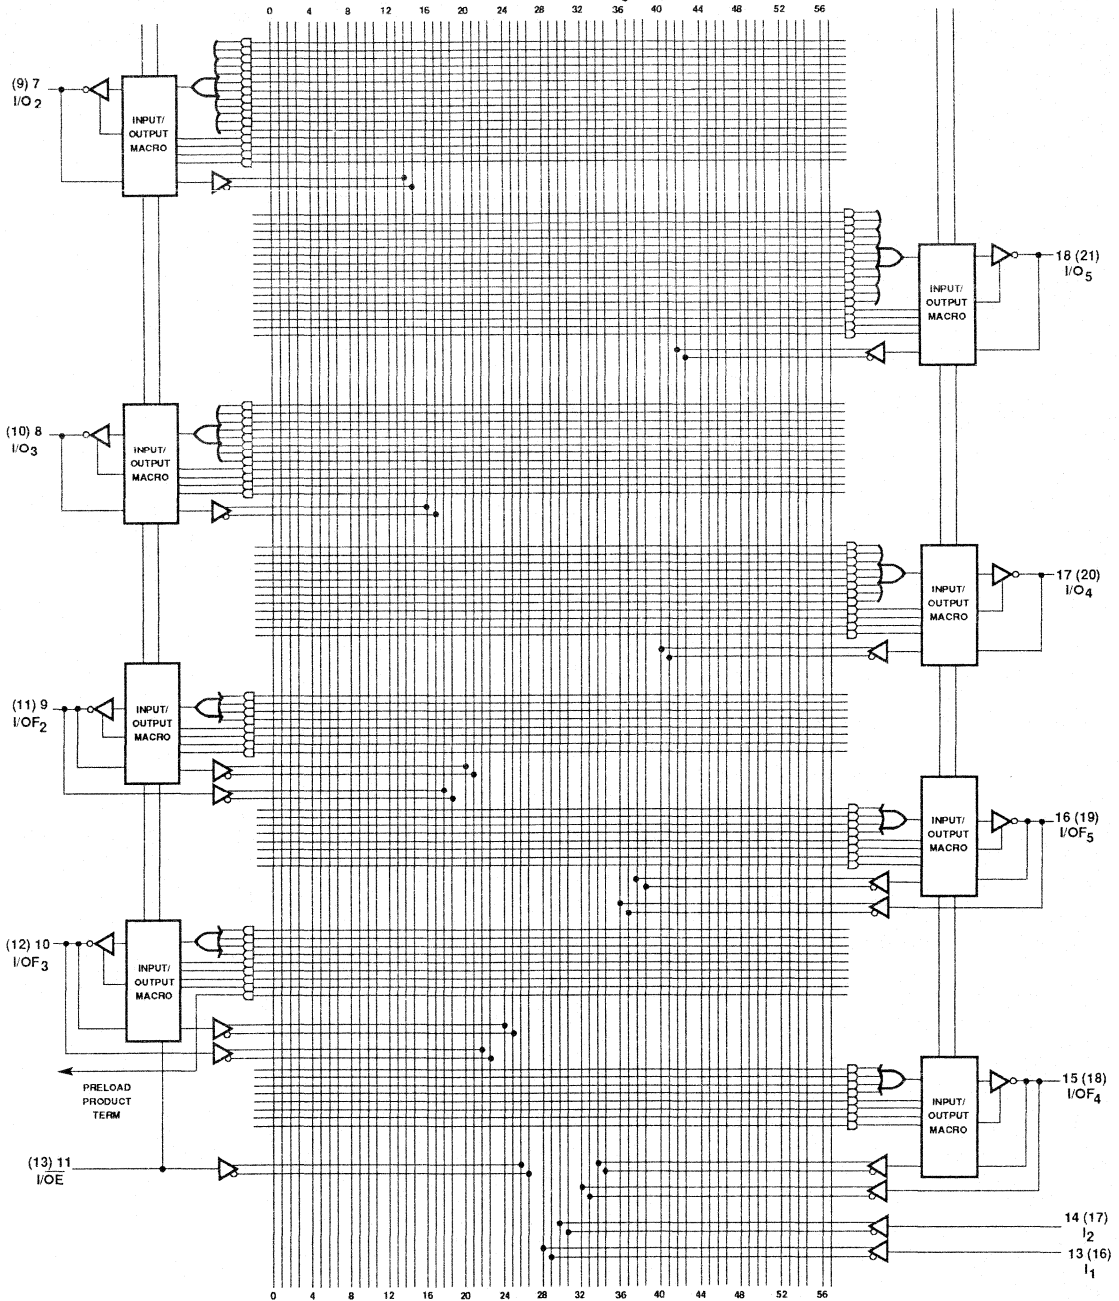 0 4 8 12 16 20 24 28 32 36 40 44 48 52 56
(9) 7
I/O2
INPUT/
OUTPUT
MACRO
18 (21)
I/O5
INPUT/
OUTPUT
MACRO
(10) 8
I/O3
INPUT/
OUTPUT
MACRO
17 (20)
I/O4
INPUT/
OUTPUT
MACRO
(11) 9
I/OF2
INPUT/
OUTPUT
MACRO
16 (19)
I/OF5
INPUT/
OUTPUT
MACRO
(12) 10
I/OF3
INPUT/
OUTPUT
MACRO
PRELOAD
PRODUCT
TERM
15 (18)
I/OF4
INPUT/
OUTPUT
MACRO
(13) 11
I/O̅E̅
14 (17)
I2
13 (16)
I1
0 4 8 12 16 20 24 28 32 36 40 44 48 52 56